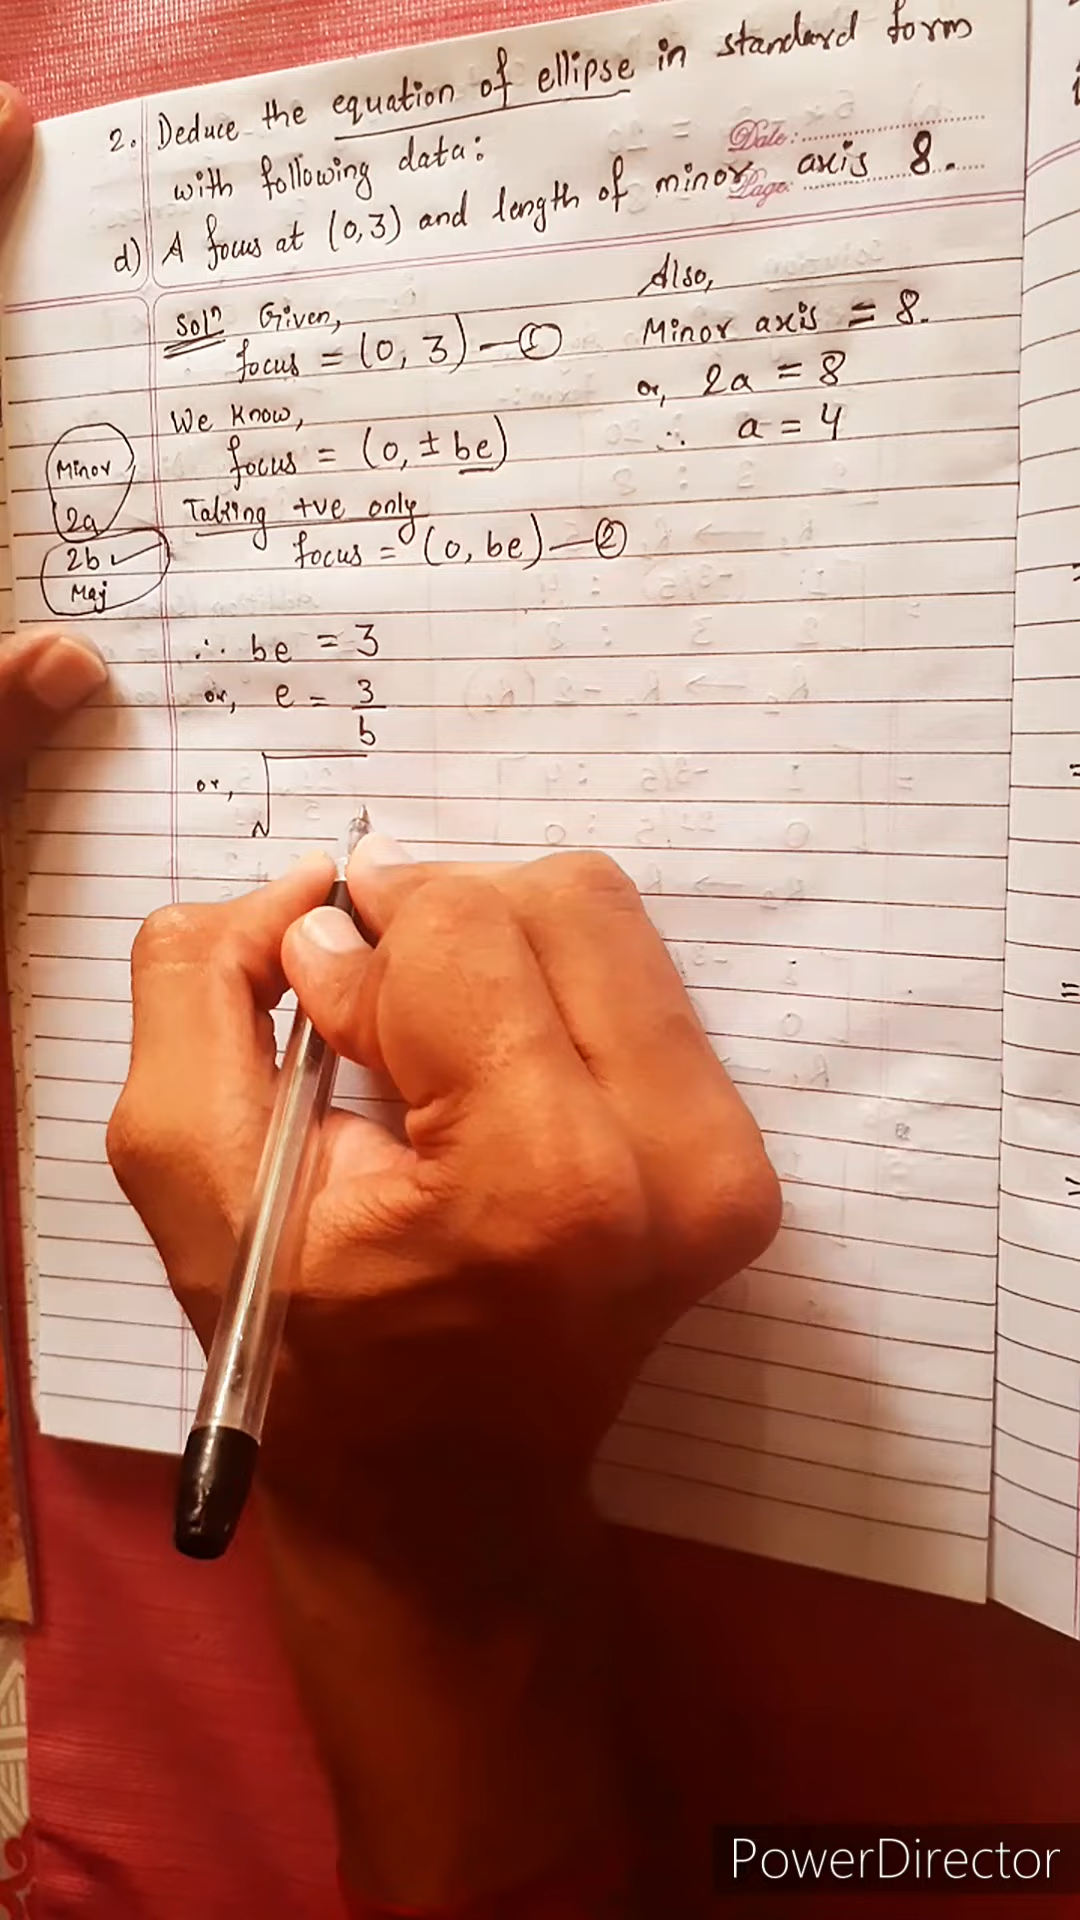 2. Deduce the equation of ellipse in standard form
with following data:
Date:
Page:
d) A focus at (0,3) and length of minor axis 8.
Soln Given,
focus = (0, 3) — ①
We know,
focus = (0, ± be)
Taking +ve only
focus = (0, be) — ②
∴ be = 3
or, e = 3/b
or, √
Also,
Minor axis = 8.
or, 2a = 8
∴ a = 4
Minor
2a
2b ✓
Maj
PowerDirector